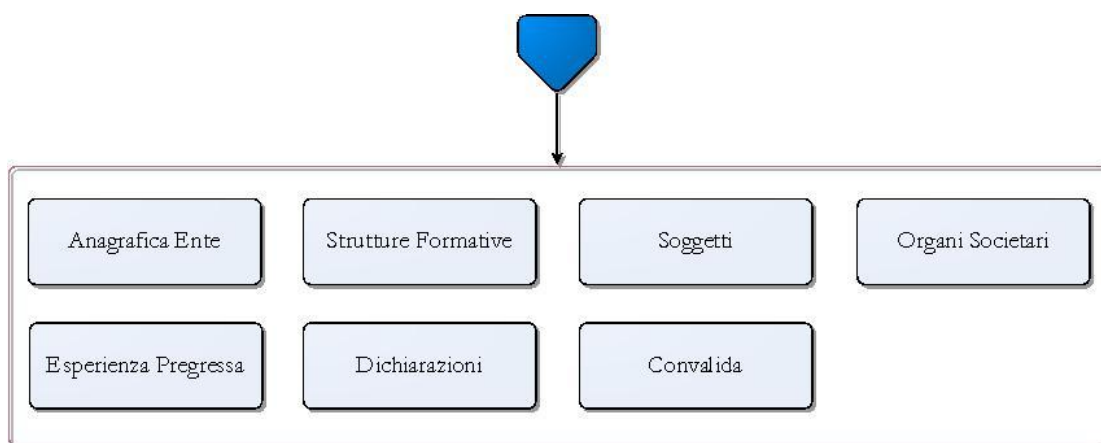 Anagrafica Ente
Strutture Formative
Soggetti
Organi Societari
Esperienza Pregressa
Dichiarazioni
Convalida